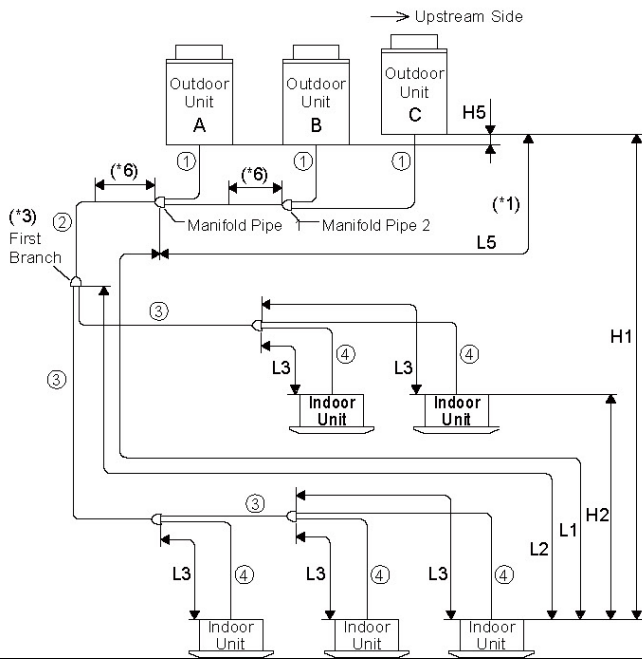 Upstream Side
Outdoor
Unit
A
Outdoor
Unit
B
Outdoor
Unit
C
H5
①
①
①
(*6)
(*6)
(*1)
(*3)
②
First
Branch
Manifold Pipe 1
Manifold Pipe 2
L5
③
H1
④
④
L3
L3
③
Indoor
Unit
Indoor
Unit
③
H2
L1
L2
L3
④
L3
④
L3
④
Indoor
Unit
Indoor
Unit
Indoor
Unit